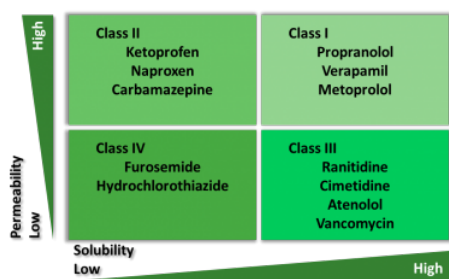 High
Class II
Ketoprofen
Naproxen
Carbamazepine
Class I
Propranolol
Verapamil
Metoprolol
Permeability
Low
Class IV
Furosemide
Hydrochlorothiazide
Class III
Ranitidine
Cimetidine
Atenolol
Vancomycin
Solubility
Low
High